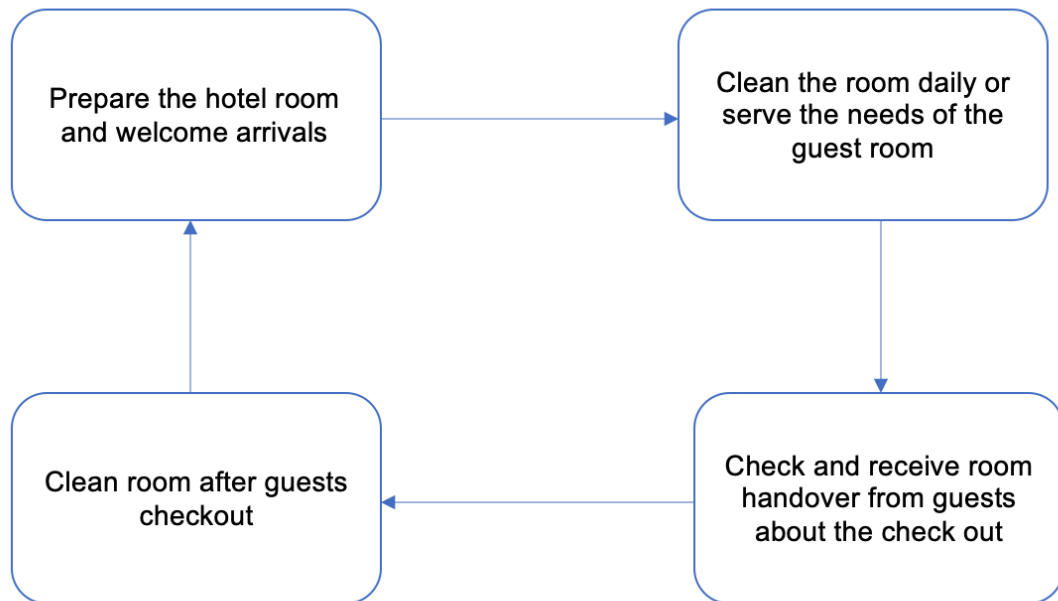 Prepare the hotel room
and welcome arrivals
Clean the room daily or
serve the needs of the
guest room
Check and receive room
handover from guests
about the check out
Clean room after guests
checkout